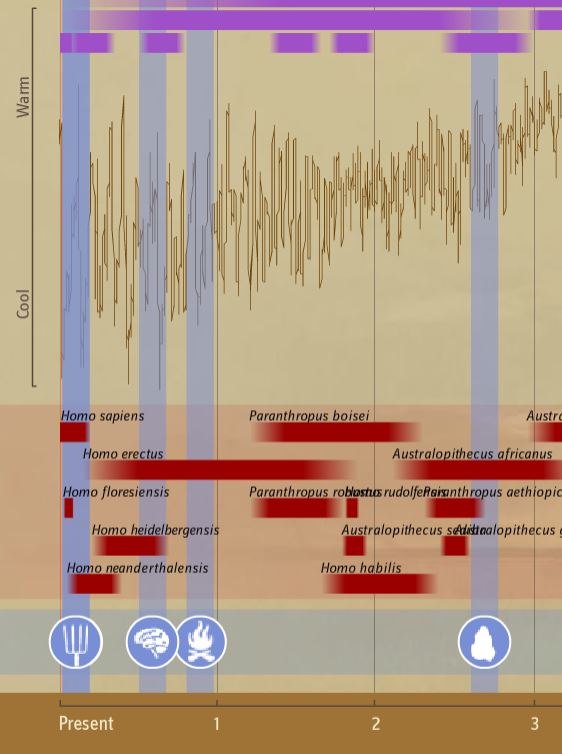 Warm
Cool
Homo sapiens
Paranthropus boisei
Austra
Homo erectus
Australopithecus africanus
Homo floresiensis
Paranthropus robustus
Homo rudolfensis
Paranthropus aethiopic
Homo heidelbergensis
Australopithecus sediba
Australopithecus g
Homo neanderthalensis
Homo habilis
Present
1
2
3